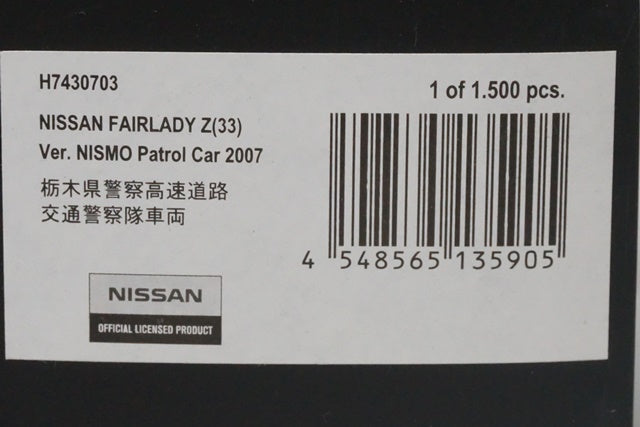 H7430703
1 of 1.500 pcs.
NISSAN FAIRLADY Z(33)
Ver. NISMO Patrol Car 2007
栃木県警察高速道路
交通警察隊車両
4 548565 135905
NISSAN
OFFICIAL LICENSED PRODUCT